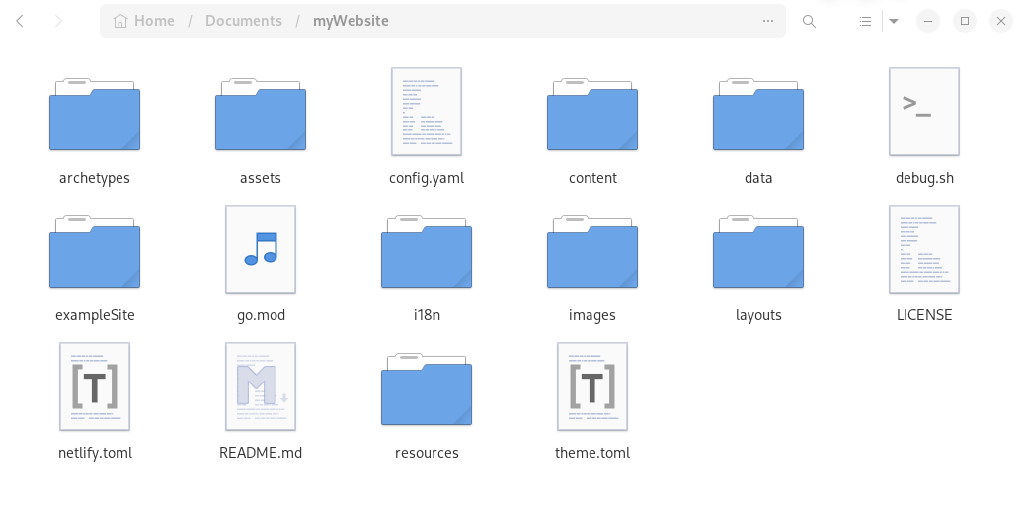 Home / Documents / myWebsite
>_
archetypes assets config.yaml content data debug.sh
exampleSite go.mod i18n images layouts LICENSE
[T] M [T]
netlify.toml README.md resources theme.toml